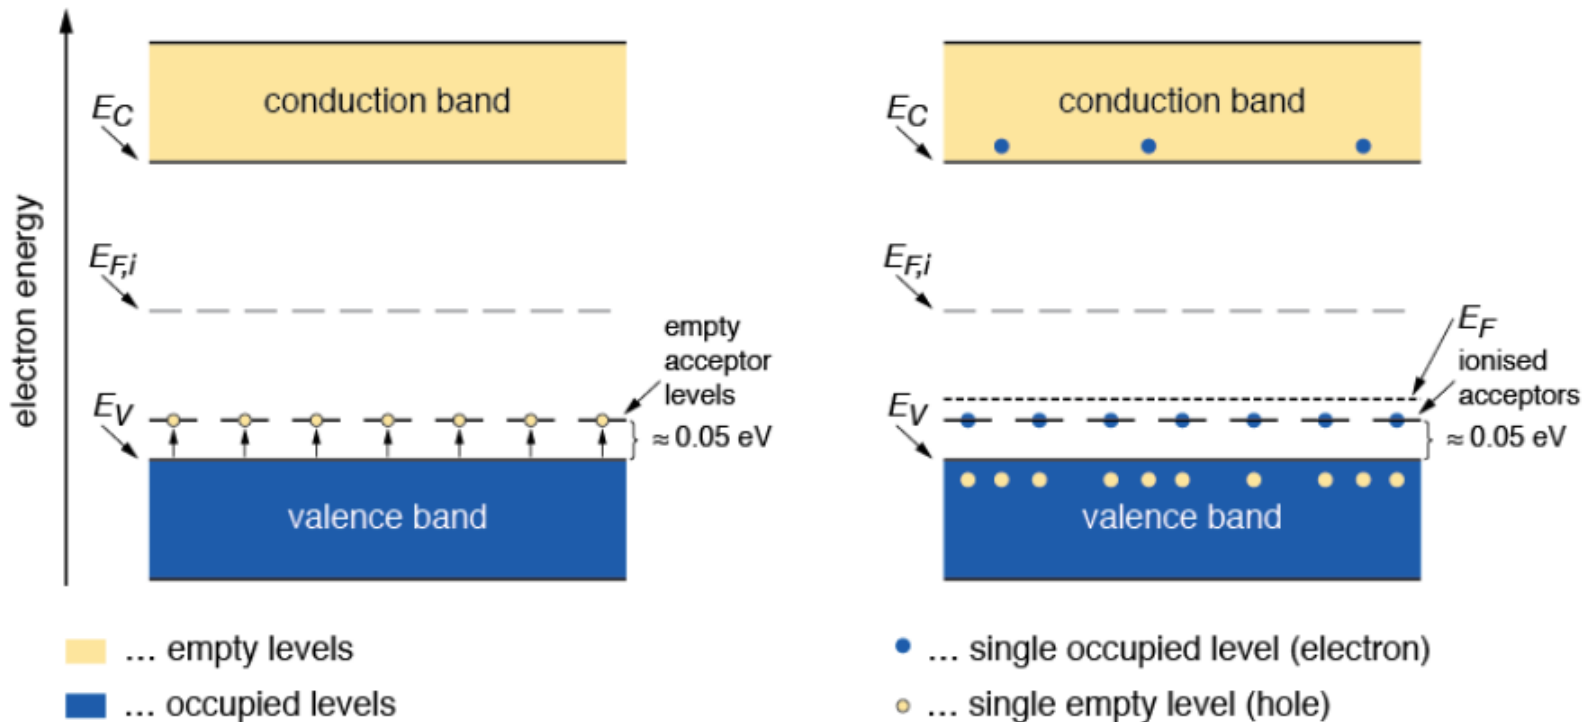 electron energy
conduction band
E_C
E_{F,i}
empty
acceptor
levels
E_V
≈ 0.05 eV
valence band
... empty levels
... occupied levels
conduction band
E_C
E_{F,i}
E_F
ionised
acceptors
E_V
≈ 0.05 eV
valence band
... single occupied level (electron)
... single empty level (hole)